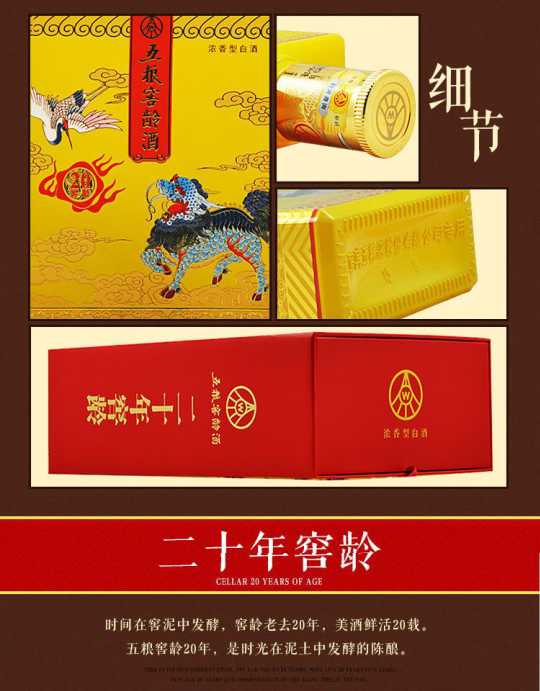 五粮窖龄酒
浓香型白酒
细节
五粮窖龄酒
二十年窖龄
W
浓香型白酒
二十年窖龄
CELLAR 20 YEARS OF AGE
时间在窖泥中发酵，窖龄老去20年，美酒鲜活20载。
五粮窖龄20年，是时光在泥土中发酵的陈酿。